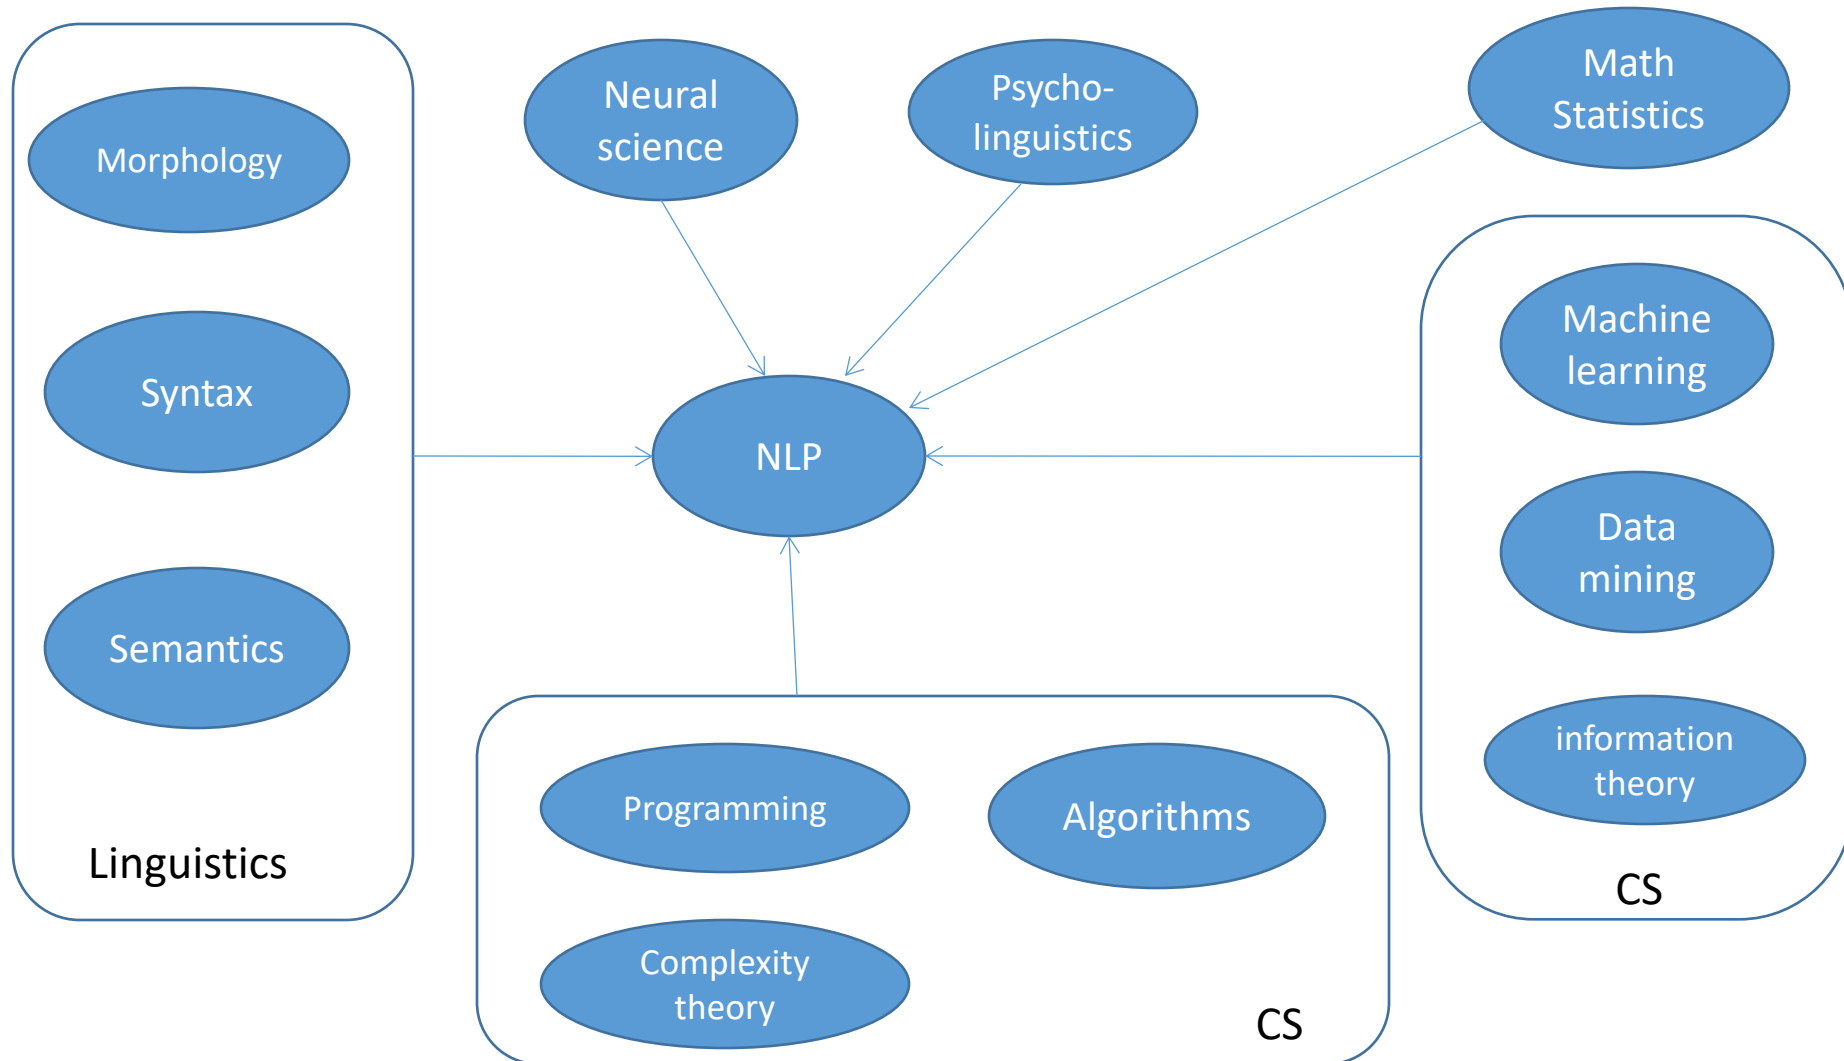 Morphology
Syntax
Semantics
Linguistics
Neural
science
Psycho-
linguistics
Math
Statistics
NLP
Machine
learning
Data
mining
information
theory
CS
Programming
Algorithms
Complexity
theory
CS